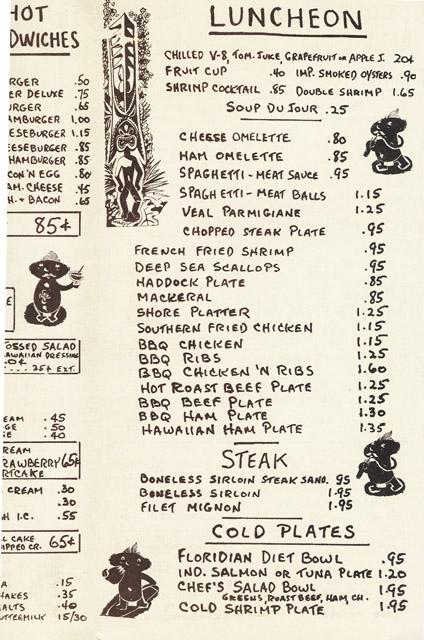 HOT
DWICHES
RGER .50
ER DELUXE .75
URGER .65
AMBURGER 1.00
ESEBURGER 1.15
EESEBURGER .85
HAMBURGER .85
CON 'N EGG .80
AM. CHEESE .45
H. + BACON .65
85¢
E
OSSED SALAD
AWAIIAN DRESSING
.0¢
... 35¢ EXT.
EAM .45
GE .50
SE .40
REAM
RAWBERRY 65¢
RTCAKE
CREAM .30
.30
H I.C. .55
L CAKE
IPPED CR. 65¢
A .15
HAKES .35
ALTS .40
UTTERMILK 15/30
LUNCHEON
CHILLED V-8, TOM. JUICE, GRAPEFRUIT OR APPLE J. 20¢
FRUIT CUP .40 IMP. SMOKED OYSTERS .90
SHRIMP COCKTAIL .85 DOUBLE SHRIMP 1.65
SOUP DU JOUR .25
CHEESE OMELETTE .80
HAM OMELETTE .85
SPAGHETTI - MEAT SAUCE .95
SPAGHETTI - MEAT BALLS 1.15
VEAL PARMIGIANE 1.25
CHOPPED STEAK PLATE .95
FRENCH FRIED SHRIMP .95
DEEP SEA SCALLOPS .95
HADDOCK PLATE .85
MACKERAL .85
SHORE PLATTER 1.25
SOUTHERN FRIED CHICKEN 1.15
BBQ CHICKEN 1.15
BBQ RIBS 1.25
BBQ CHICKEN 'N RIBS 1.60
HOT ROAST BEEF PLATE 1.25
BBQ BEEF PLATE 1.25
BBQ HAM PLATE 1.30
HAWAIIAN HAM PLATE 1.35
STEAK
BONELESS SIRLOIN STEAK SAND. 95
BONELESS SIRLOIN 1.95
FILET MIGNON 1.95
COLD PLATES
FLORIDIAN DIET BOWL .95
IND. SALMON OR TUNA PLATE 1.20
CHEF'S SALAD BOWL 1.95
GREENS, ROAST BEEF, HAM, CH.
COLD SHRIMP PLATE 1.95